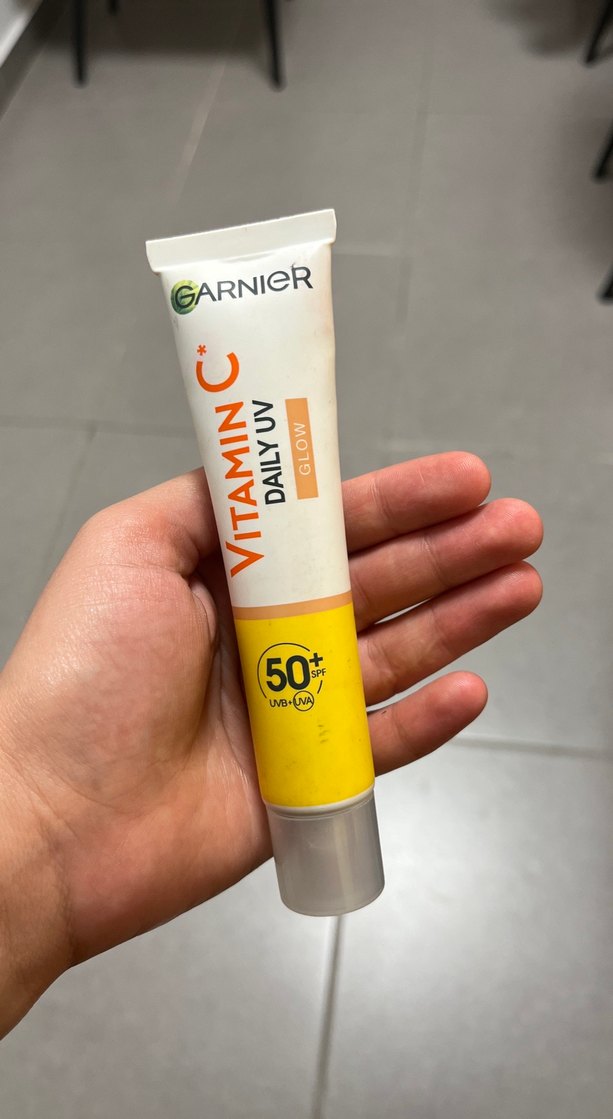 GARNIER
VITAMIN C*
DAILY UV
GLOW
50+
SPF
UVB+UVA